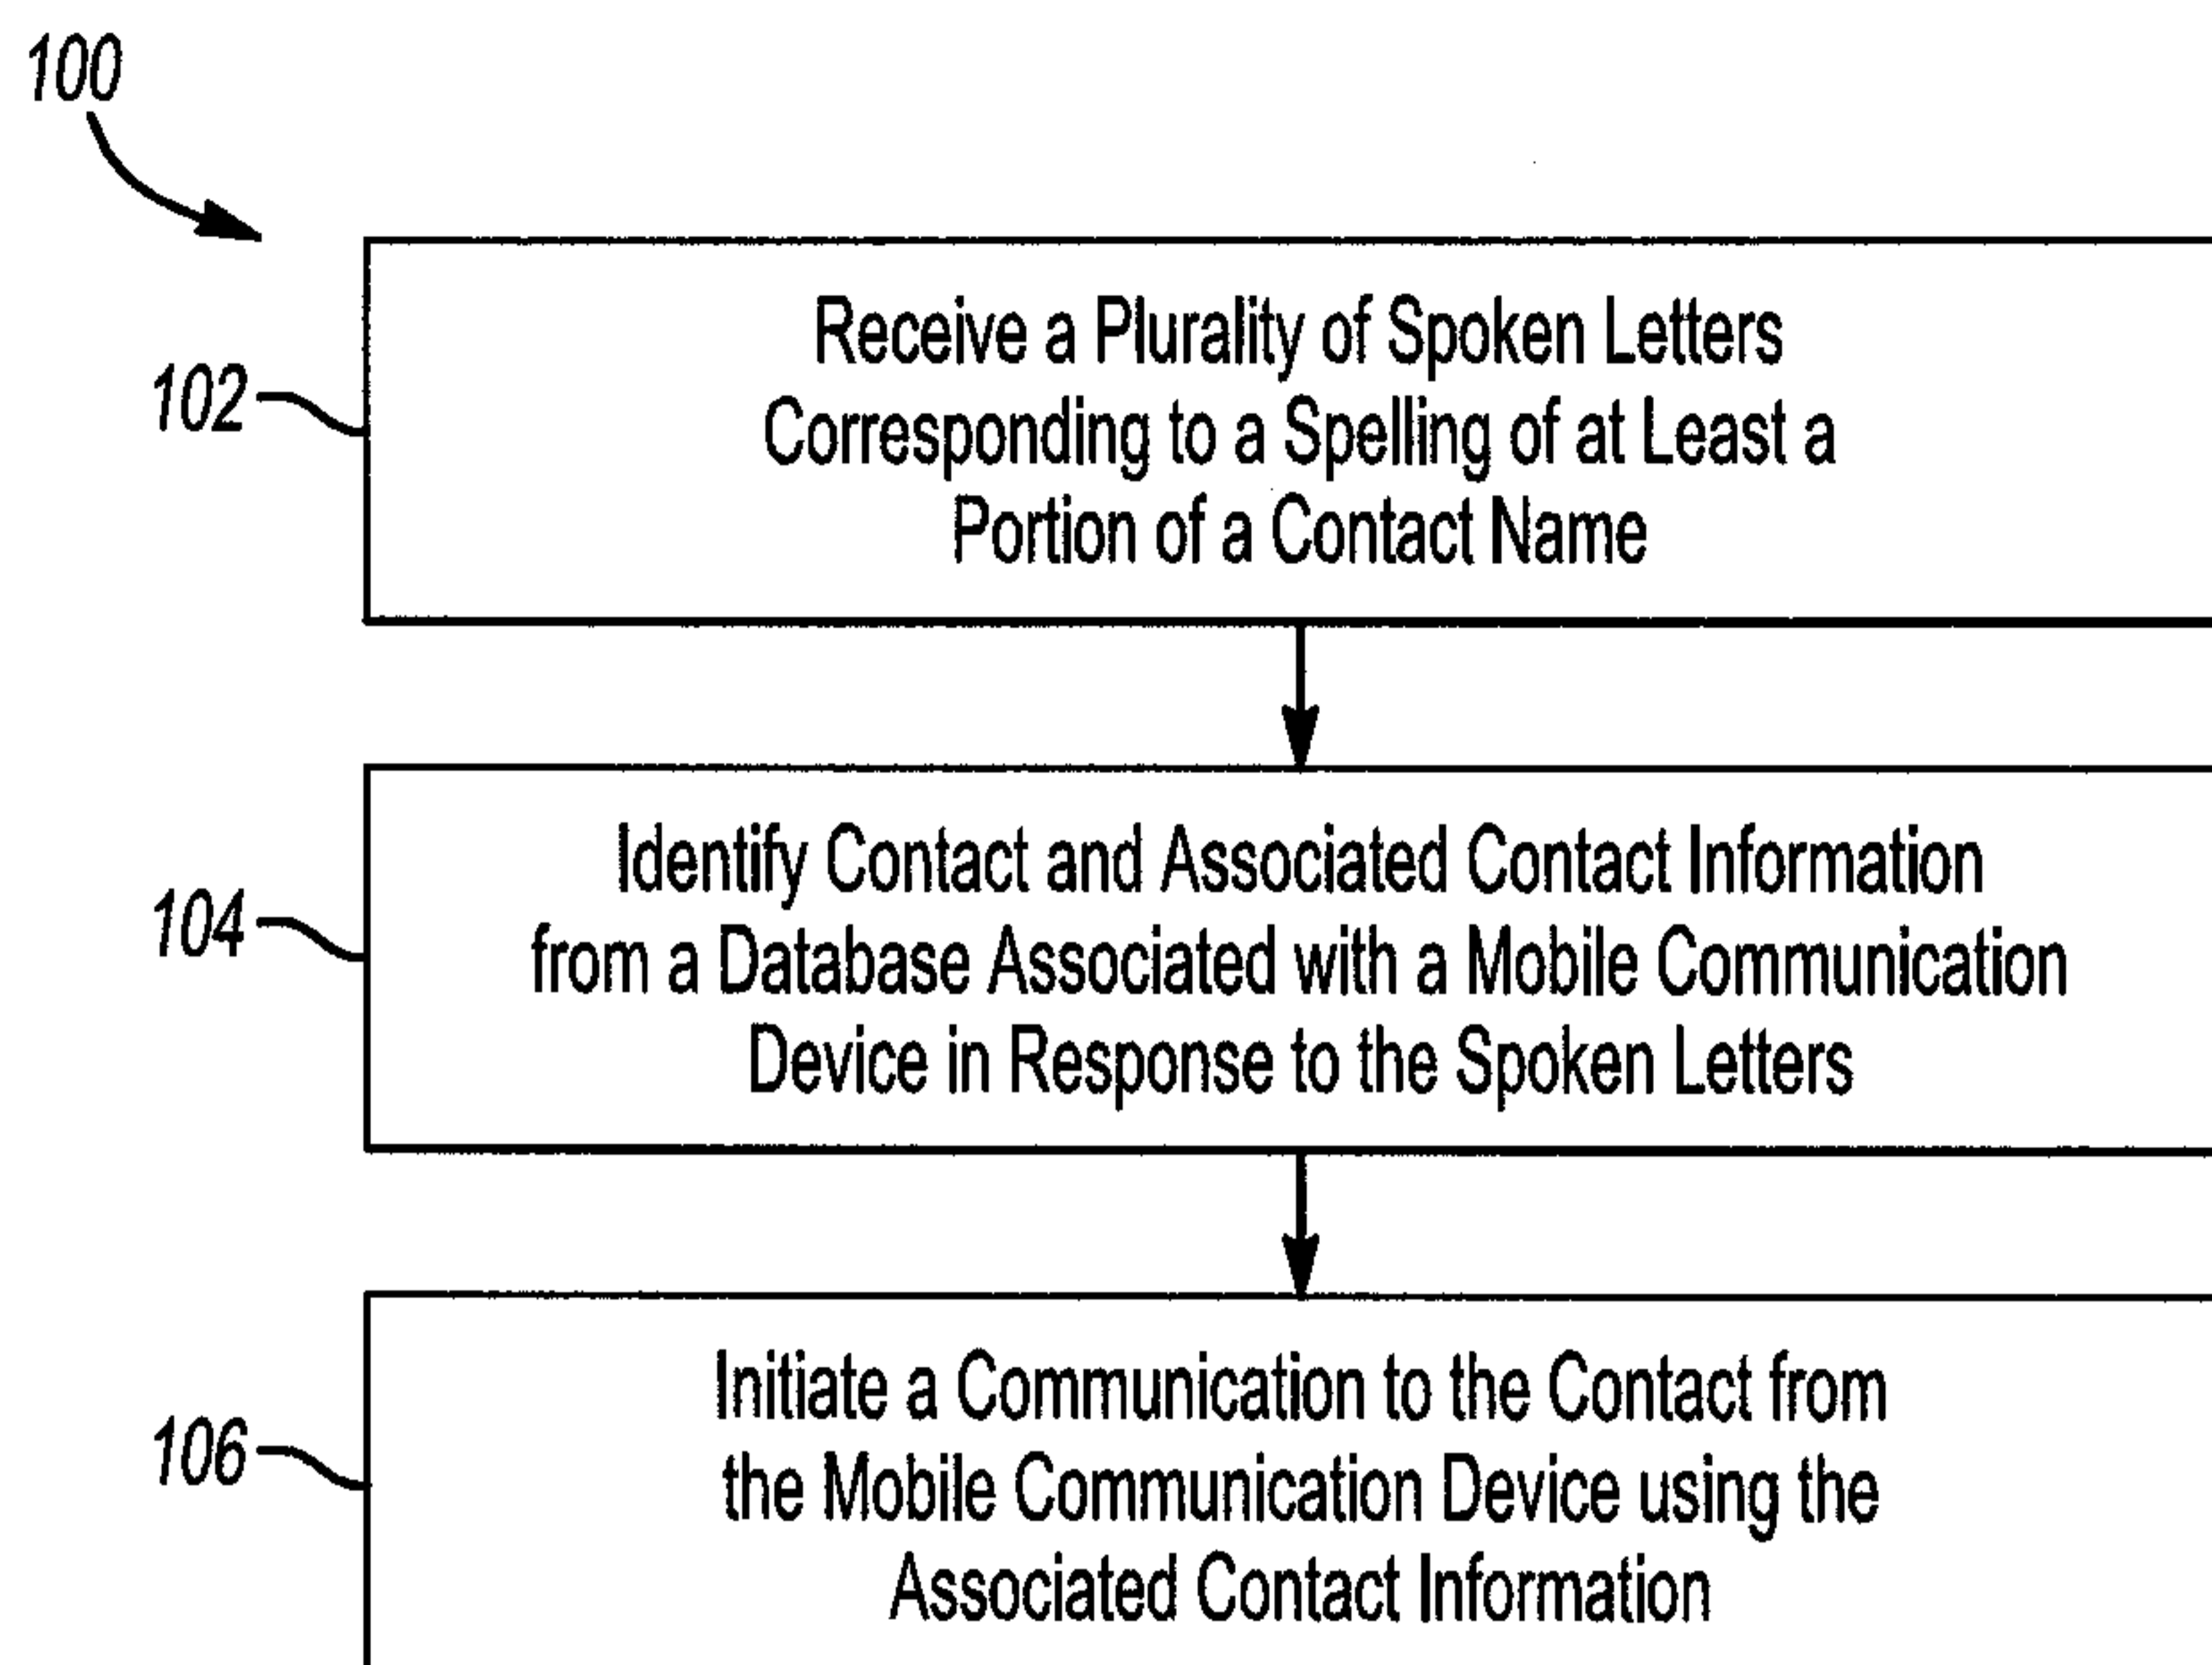 100
102
Receive a Plurality of Spoken Letters
Corresponding to a Spelling of at Least a
Portion of a Contact Name
104
Identify Contact and Associated Contact Information
from a Database Associated with a Mobile Communication
Device in Response to the Spoken Letters
106
Initiate a Communication to the Contact from
the Mobile Communication Device using the
Associated Contact Information